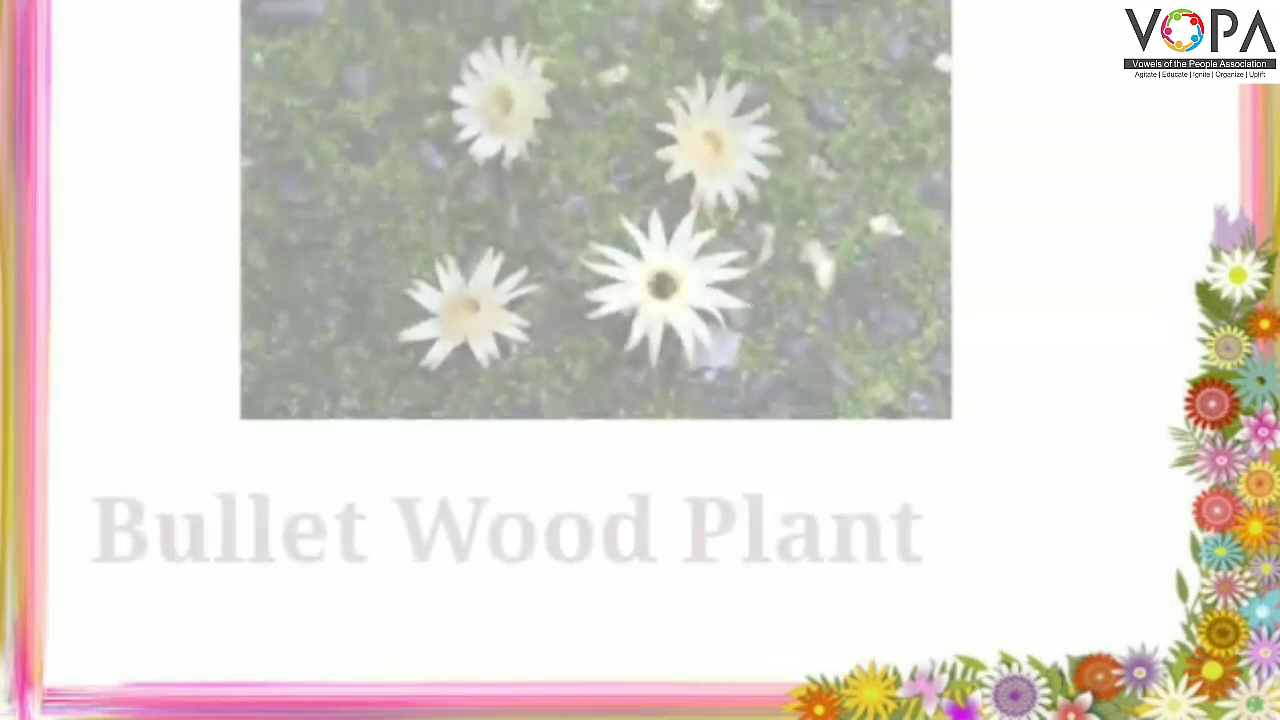 VOPA
Vowels of the People Association
Agitate | Educate | Ignite | Organize | Uplift
Bullet Wood Plant